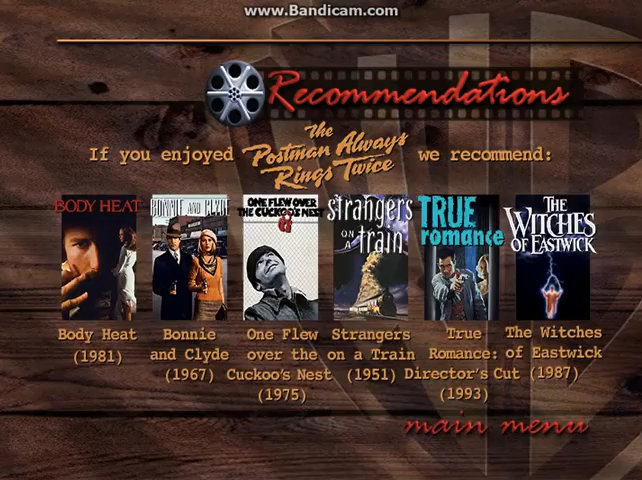 www.Bandicam.com
Recommendations
If you enjoyed The Postman Always Rings Twice we recommend:
BODY HEAT
BONNIE AND CLYDE
ONE FLEW OVER
THE CUCKOO'S NEST
strangers
ON A train
TRUE
romance
THE
WITCHES
OF EASTWICK
Body Heat
(1981)
Bonnie
and Clyde
(1967)
One Flew
over the
Cuckoo's Nest
(1975)
Strangers
on a Train
(1951)
True
Romance:
Director's Cut
(1993)
The Witches
of Eastwick
(1987)
main menu